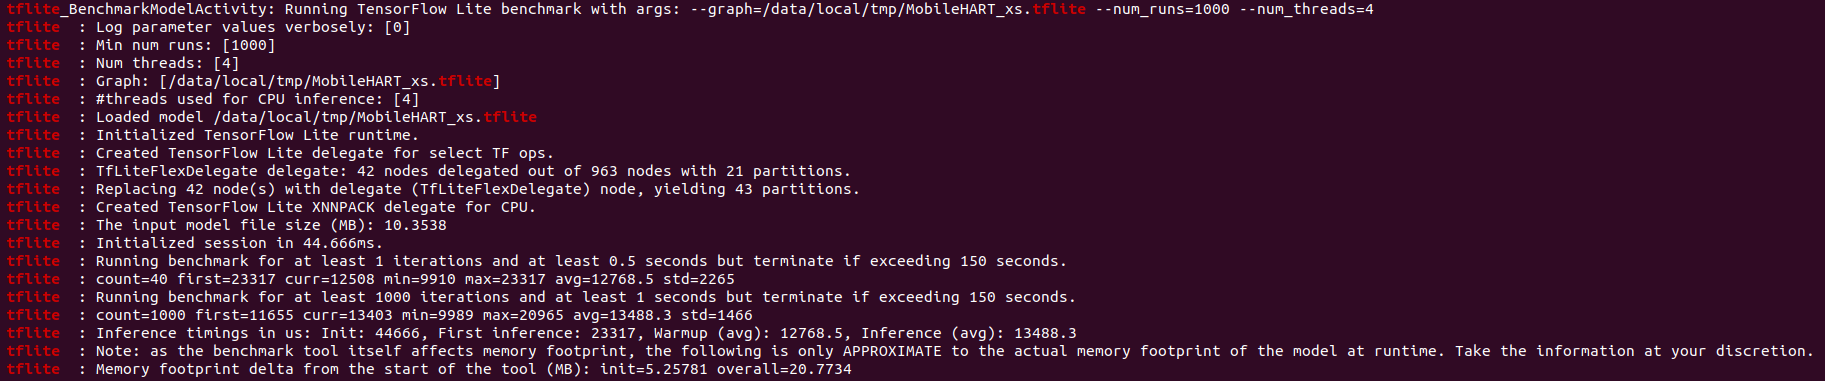 tflite_BenchmarkModelActivity: Running TensorFlow Lite benchmark with args: --graph=/data/local/tmp/MobileHART_xs.tflite --num_runs=1000 --num_threads=4
tflite  : Log parameter values verbosely: [0]
tflite  : Min num runs: [1000]
tflite  : Num threads: [4]
tflite  : Graph: [/data/local/tmp/MobileHART_xs.tflite]
tflite  : #threads used for CPU inference: [4]
tflite  : Loaded model /data/local/tmp/MobileHART_xs.tflite
tflite  : Initialized TensorFlow Lite runtime.
tflite  : Created TensorFlow Lite delegate for select TF ops.
tflite  : TfLiteFlexDelegate delegate: 42 nodes delegated out of 963 nodes with 21 partitions.
tflite  : Replacing 42 node(s) with delegate (TfLiteFlexDelegate) node, yielding 43 partitions.
tflite  : Created TensorFlow Lite XNNPACK delegate for CPU.
tflite  : The input model file size (MB): 10.3538
tflite  : Initialized session in 44.666ms.
tflite  : Running benchmark for at least 1 iterations and at least 0.5 seconds but terminate if exceeding 150 seconds.
tflite  : count=40 first=23317 curr=12508 min=9910 max=23317 avg=12768.5 std=2265
tflite  : Running benchmark for at least 1000 iterations and at least 1 seconds but terminate if exceeding 150 seconds.
tflite  : count=1000 first=11655 curr=13403 min=9989 max=20965 avg=13488.3 std=1466
tflite  : Inference timings in us: Init: 44666, First inference: 23317, Warmup (avg): 12768.5, Inference (avg): 13488.3
tflite  : Note: as the benchmark tool itself affects memory footprint, the following is only APPROXIMATE to the actual memory footprint of the model at runtime. Take the information at your discretion.
tflite  : Memory footprint delta from the start of the tool (MB): init=5.25781 overall=20.7734